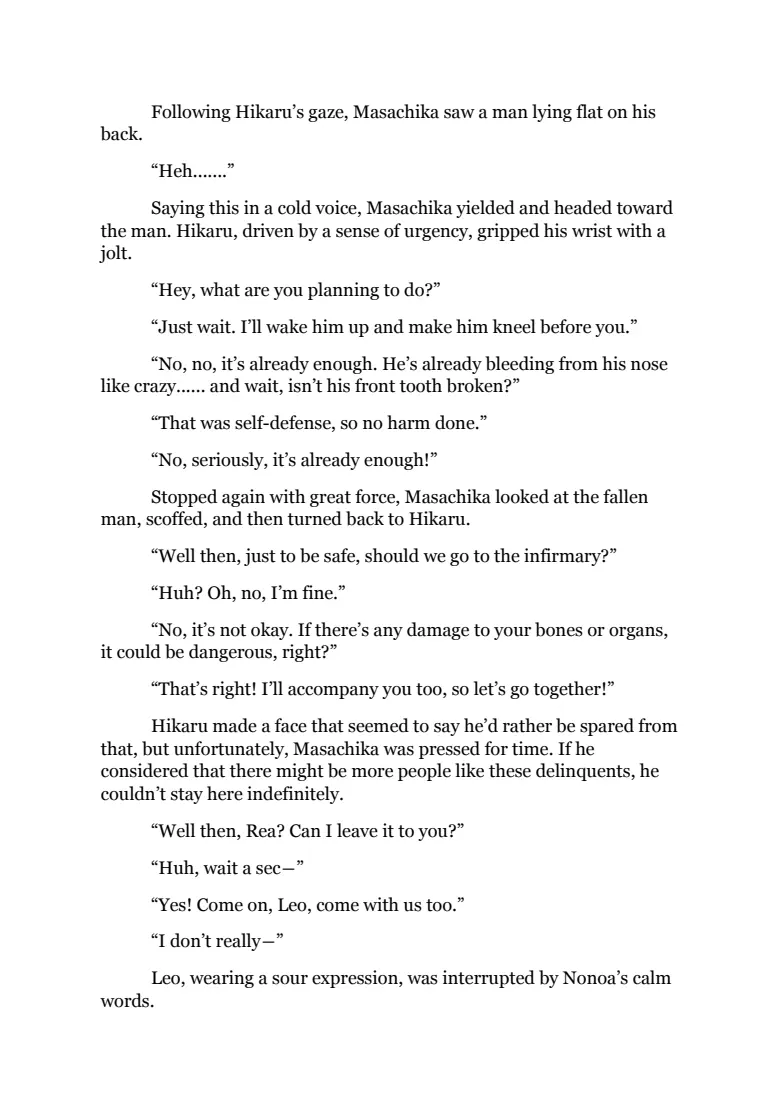 Following Hikaru’s gaze, Masachika saw a man lying flat on his
back.
“Heh.......”
Saying this in a cold voice, Masachika yielded and headed toward
the man. Hikaru, driven by a sense of urgency, gripped his wrist with a
jolt.
“Hey, what are you planning to do?”
“Just wait. I’ll wake him up and make him kneel before you.”
“No, no, it’s already enough. He’s already bleeding from his nose
like crazy...... and wait, isn’t his front tooth broken?”
“That was self-defense, so no harm done.”
“No, seriously, it’s already enough!”
Stopped again with great force, Masachika looked at the fallen
man, scoffed, and then turned back to Hikaru.
“Well then, just to be safe, should we go to the infirmary?”
“Huh? Oh, no, I’m fine.”
“No, it’s not okay. If there’s any damage to your bones or organs,
it could be dangerous, right?”
“That’s right! I’ll accompany you too, so let’s go together!”
Hikaru made a face that seemed to say he’d rather be spared from
that, but unfortunately, Masachika was pressed for time. If he
considered that there might be more people like these delinquents, he
couldn’t stay here indefinitely.
“Well then, Rea? Can I leave it to you?”
“Huh, wait a sec―”
“Yes! Come on, Leo, come with us too.”
“I don’t really―”
Leo, wearing a sour expression, was interrupted by Nonoa’s calm
words.